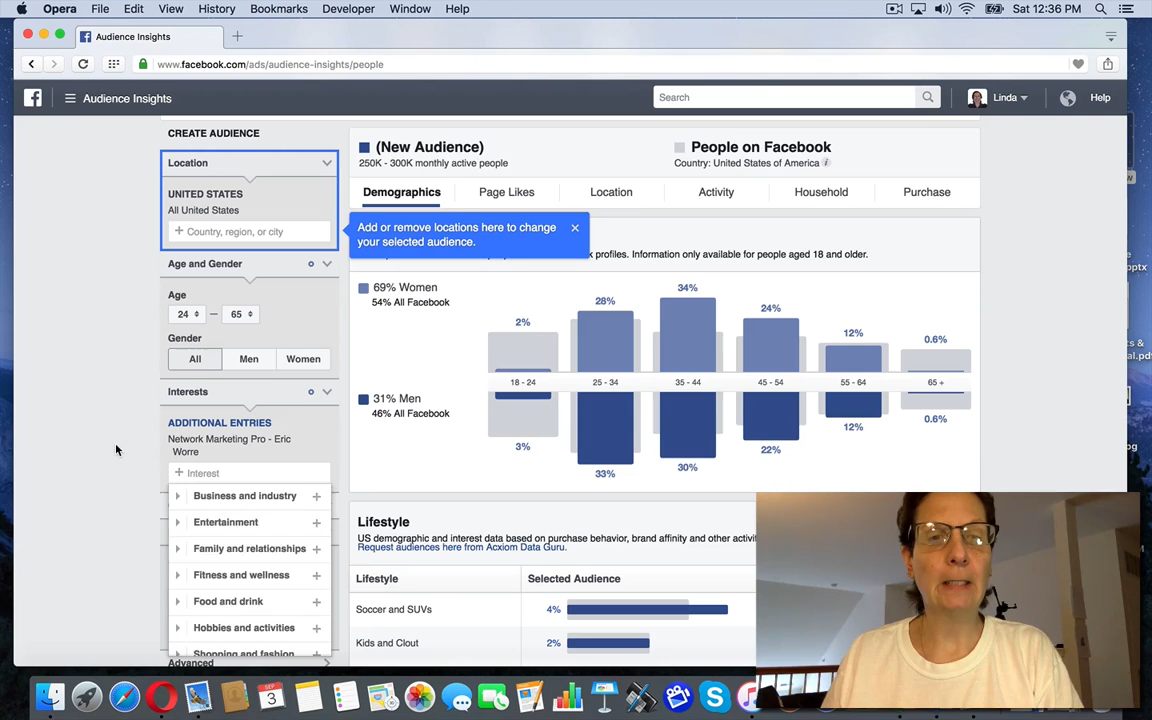 Opera File Edit View History Bookmarks Developer Window Help
Sat 12:36 PM
Audience Insights
www.facebook.com/ads/audience-insights/people
Audience Insights
Search
Linda
Help
CREATE AUDIENCE
Location
UNITED STATES
All United States
+ Country, region, or city
Age and Gender
Age
24 — 65
Gender
All Men Women
Interests
ADDITIONAL ENTRIES
Network Marketing Pro - Eric
Worre
+ Interest
Business and industry +
Entertainment +
Family and relationships +
Fitness and wellness +
Food and drink +
Hobbies and activities +
Shopping and fashion
Advanced
(New Audience)
250K - 300K monthly active people
People on Facebook
Country: United States of America
Demographics Page Likes Location Activity Household Purchase
Add or remove locations here to change
your selected audience.
k profiles. Information only available for people aged 18 and older.
69% Women
54% All Facebook
2% 28% 34% 24% 12% 0.6%
18 - 24 25 - 34 35 - 44 45 - 54 55 - 64 65 +
31% Men
46% All Facebook
3% 33% 30% 22% 12% 0.6%
Lifestyle
US demographic and interest data based on purchase behavior, brand affinity and other activi
Request audiences here from Acxiom Data Guru.
Lifestyle Selected Audience
Soccer and SUVs 4%
Kids and Clout 2%
ptx
s &
al.pdf
og